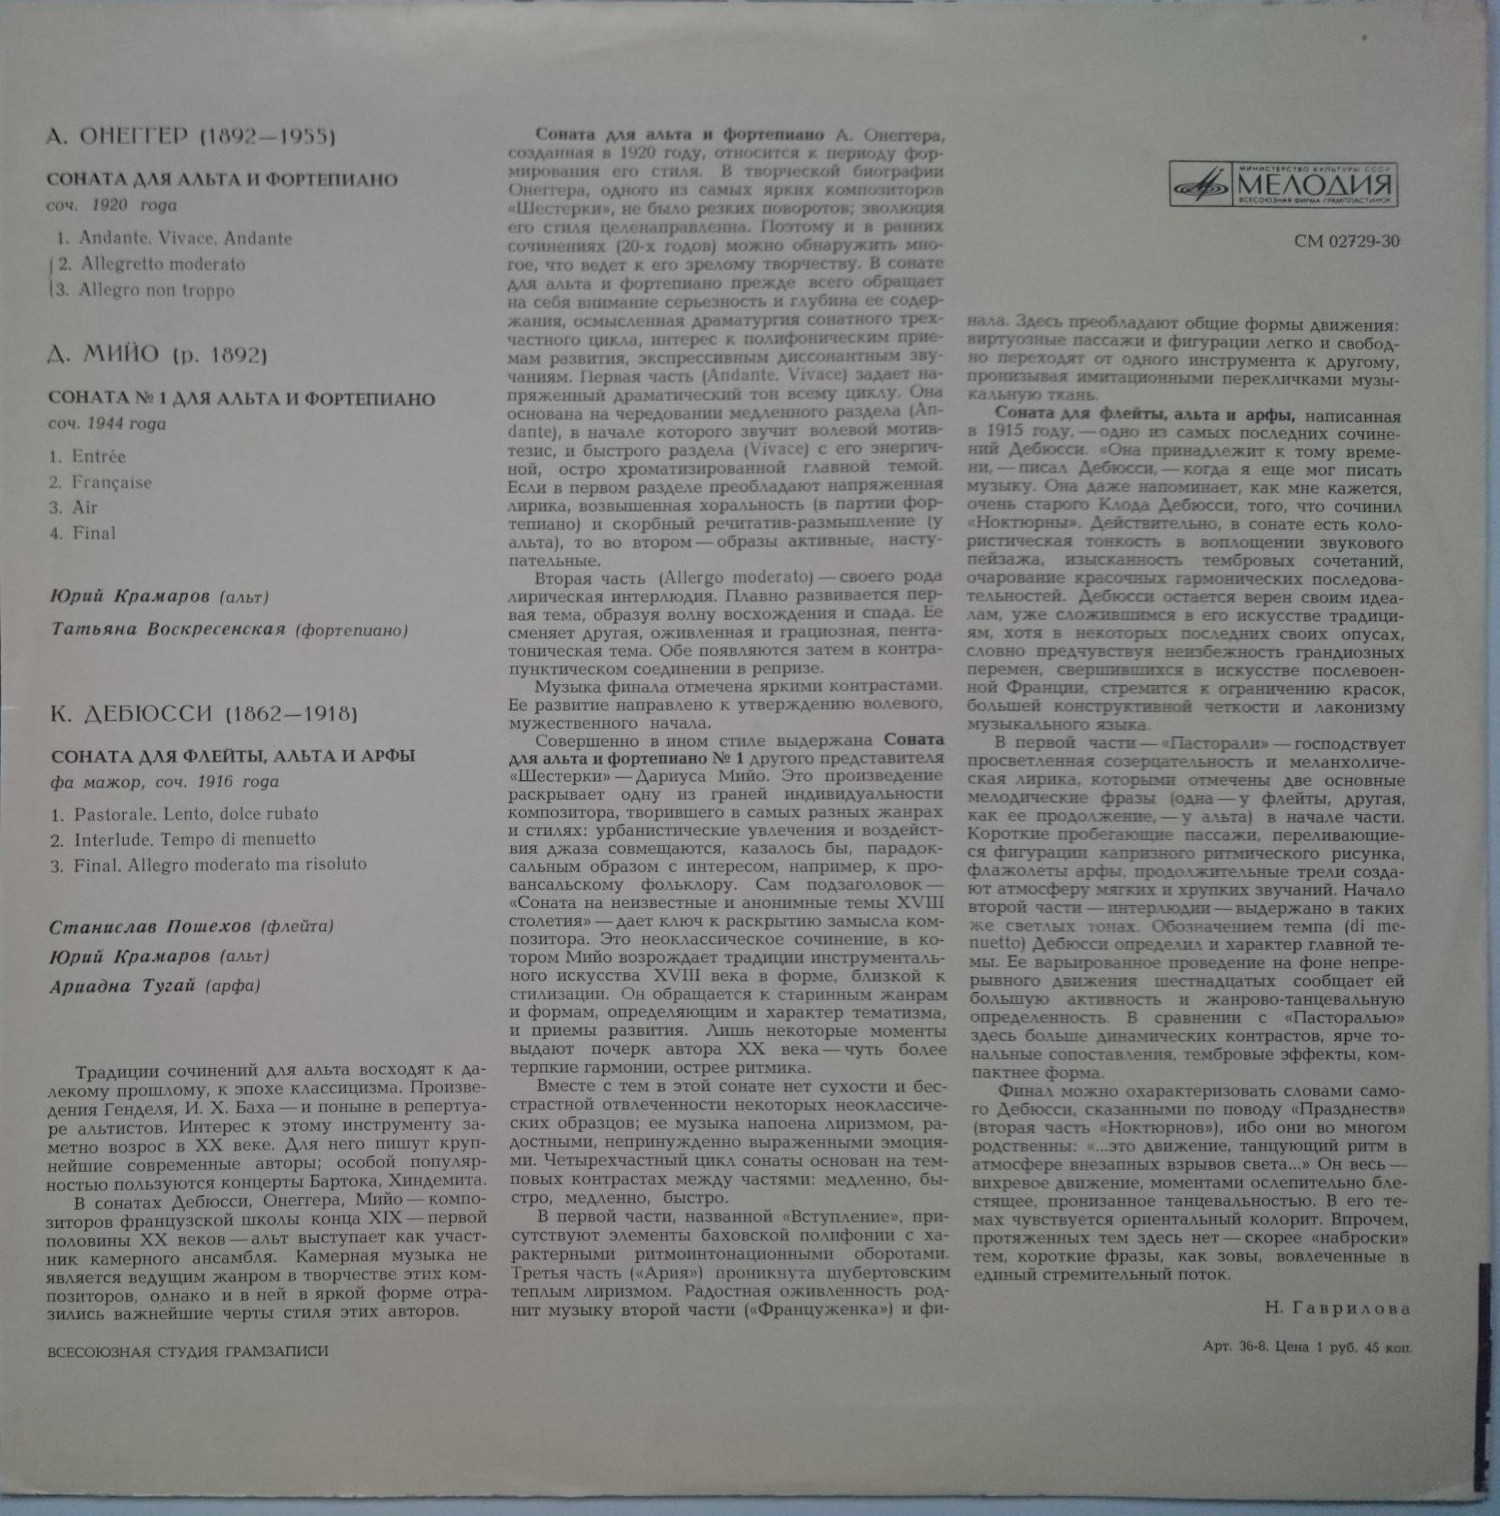 А. ОНЕГГЕР (1892—1955)
СОНАТА ДЛЯ АЛЬТА И ФОРТЕПИАНО
соч. 1920 года
1. Andante. Vivace. Andante
2. Allegretto moderato
3. Allegro non troppo
Д. МИЙО (р. 1892)
СОНАТА № 1 ДЛЯ АЛЬТА И ФОРТЕПИАНО
соч. 1944 года
1. Entrée
2. Française
3. Air
4. Final
Юрий Крамаров (альт)
Татьяна Воскресенская (фортепиано)
К. ДЕБЮССИ (1862—1918)
СОНАТА ДЛЯ ФЛЕЙТЫ, АЛЬТА И АРФЫ
фа мажор, соч. 1916 года
1. Pastorale. Lento, dolce rubato
2. Interlude. Tempo di menuetto
3. Final. Allegro moderato ma risoluto
Станислав Пошехов (флейта)
Юрий Крамаров (альт)
Ариадна Тугай (арфа)
Традиции сочинений для альта восходят к да-
лекому прошлому, к эпохе классицизма. Произве-
дения Генделя, И. Х. Баха — и поныне в репертуа-
ре альтистов. Интерес к этому инструменту за-
метно возрос в XX веке. Для него пишут круп-
нейшие современные авторы; особой популяр-
ностью пользуются концерты Бартока, Хиндемита.
В сонатах Дебюсси, Онеггера, Мийо — компо-
зиторов французской школы конца XIX — первой
половины XX веков — альт выступает как участ-
ник камерного ансамбля. Камерная музыка не
является ведущим жанром в творчестве этих ком-
позиторов, однако и в ней в яркой форме отра-
зились важнейшие черты стиля этих авторов.
ВСЕСОЮЗНАЯ СТУДИЯ ГРАМЗАПИСИ
Соната для альта и фортепиано А. Онеггера,
созданная в 1920 году, относится к периоду фор-
мирования его стиля. В творческой биографии
Онеггера, одного из самых ярких композиторов
«Шестерки», не было резких поворотов; эволюция
его стиля целенаправленна. Поэтому и в ранних
сочинениях (20-х годов) можно обнаружить мно-
гое, что ведет к его зрелому творчеству. В сонате
для альта и фортепиано прежде всего обращает
на себя внимание серьезность и глубина ее содер-
жания, осмысленная драматургия сонатного трех-
частного цикла, интерес к полифоническим прие-
мам развития, экспрессивным диссонантным зву-
чаниям. Первая часть (Andante. Vivace) задает на-
пряженный драматический тон всему циклу. Она
основана на чередовании медленного раздела (An-
dante), в начале которого звучит волевой мотив-
тезис, и быстрого раздела (Vivace) с его энергич-
ной, остро хроматизированной главной темой.
Если в первом разделе преобладают напряженная
лирика, возвышенная хоральность (в партии фор-
тепиано) и скорбный речитатив-размышление (у
альта), то во втором — образы активные, насту-
пательные.
Вторая часть (Allergo moderato) — своего рода
лирическая интерлюдия. Плавно развивается пер-
вая тема, образуя волну восхождения и спада. Ее
сменяет другая, оживленная и грациозная, пента-
тоническая тема. Обе появляются затем в контра-
пунктическом соединении в репризе.
Музыка финала отмечена яркими контрастами.
Ее развитие направлено к утверждению волевого,
мужественного начала.
Совершенно в ином стиле выдержана Соната
для альта и фортепиано № 1 другого представителя
«Шестерки» — Дариуса Мийо. Это произведение
раскрывает одну из граней индивидуальности
композитора, творившего в самых разных жанрах
и стилях: урбанистические увлечения и воздейст-
вия джаза совмещаются, казалось бы, парадок-
сальным образом с интересом, например, к про-
вансальскому фольклору. Сам подзаголовок —
«Соната на неизвестные и анонимные темы XVIII
столетия» — дает ключ к раскрытию замысла ком-
позитора. Это неоклассическое сочинение, в ко-
тором Мийо возрождает традиции инструменталь-
ного искусства XVIII века в форме, близкой к
стилизации. Он обращается к старинным жанрам
и формам, определяющим и характер тематизма,
и приемы развития. Лишь некоторые моменты
выдают почерк автора XX века — чуть более
терпкие гармонии, острее ритмика.
Вместе с тем в этой сонате нет сухости и бес-
страстной отвлеченности некоторых неоклассиче-
ских образцов; ее музыка напоена лиризмом, ра-
достными, непринужденно выраженными эмоция-
ми. Четырехчастный цикл сонаты основан на тем-
повых контрастах между частями: медленно, бы-
стро, медленно, быстро.
В первой части, названной «Вступление», при-
сутствуют элементы баховской полифонии с ха-
рактерными ритмоинтонационными оборотами.
Третья часть («Ария») проникнута шубертовским
теплым лиризмом. Радостная оживленность род-
нит музыку второй части («Француженка») и фи-
МИНИСТЕРСТВО КУЛЬТУРЫ СССР
МЕЛОДИЯ
ВСЕСОЮЗНАЯ ФИРМА ГРАМПЛАСТИНОК
СМ 02729-30
нала. Здесь преобладают общие формы движения:
виртуозные пассажи и фигурации легко и свобод-
но переходят от одного инструмента к другому,
пронизывая имитационными перекличками музы-
кальную ткань.
Соната для флейты, альта и арфы, написанная
в 1915 году, — одно из самых последних сочине-
ний Дебюсси. «Она принадлежит к тому време-
ни, — писал Дебюсси, — когда я еще мог писать
музыку. Она даже напоминает, как мне кажется,
очень старого Клода Дебюсси, того, что сочинил
«Ноктюрны». Действительно, в сонате есть коло-
ристическая тонкость в воплощении звукового
пейзажа, изысканность тембровых сочетаний,
очарование красочных гармонических последова-
тельностей. Дебюсси остается верен своим идеа-
лам, уже сложившимся в его искусстве традици-
ям, хотя в некоторых последних своих опусах,
словно предчувствуя неизбежность грандиозных
перемен, свершившихся в искусстве послевоен-
ной Франции, стремится к ограничению красок,
большей конструктивной четкости и лаконизму
музыкального языка.
В первой части — «Пасторали» — господствует
просветленная созерцательность и меланхоличе-
ская лирика, которыми отмечены две основные
мелодические фразы (одна — у флейты, другая,
как ее продолжение, — у альта) в начале части.
Короткие пробегающие пассажи, переливающие-
ся фигурации капризного ритмического рисунка,
флажолеты арфы, продолжительные трели созда-
ют атмосферу мягких и хрупких звучаний. Начало
второй части — интерлюдии — выдержано в таких
же светлых тонах. Обозначением темпа (di me-
nuetto) Дебюсси определил и характер главной те-
мы. Ее варьированное проведение на фоне непре-
рывного движения шестнадцатых сообщает ей
большую активность и жанрово-танцевальную
определенность. В сравнении с «Пасторалью»
здесь больше динамических контрастов, ярче то-
нальные сопоставления, тембровые эффекты, ком-
пактнее форма.
Финал можно охарактеризовать словами само-
го Дебюсси, сказанными по поводу «Празднеств»
(вторая часть «Ноктюрнов»), ибо они во многом
родственны: «...это движение, танцующий ритм в
атмосфере внезапных взрывов света...» Он весь —
вихревое движение, моментами ослепительно бле-
стящее, пронизанное танцевальностью. В его те-
мах чувствуется ориентальный колорит. Впрочем,
протяженных тем здесь нет — скорее «наброски»
тем, короткие фразы, как зовы, вовлеченные в
единый стремительный поток.
Н. Гаврилова
Арт. 36-8. Цена 1 руб. 45 коп.